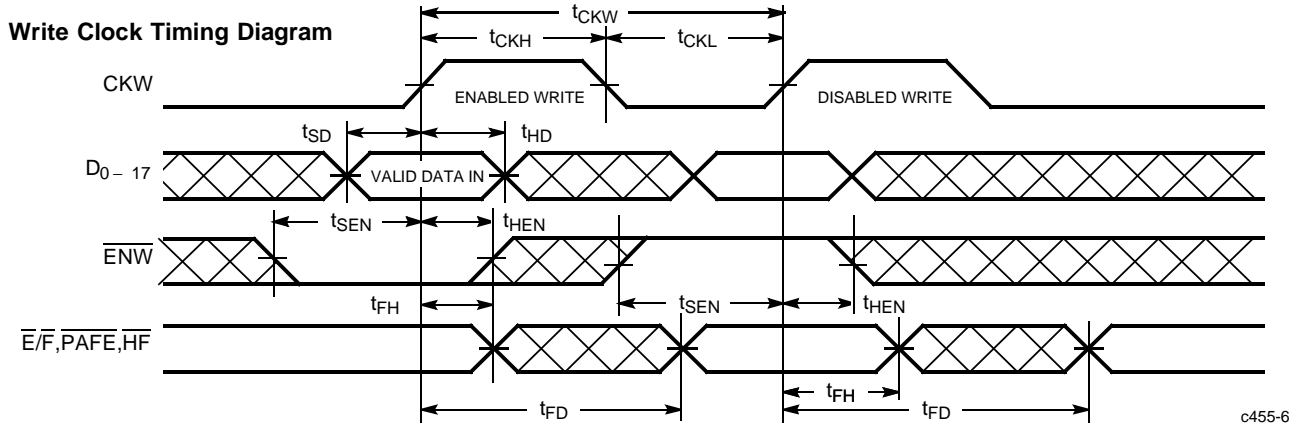 Write Clock Timing Diagram
tCKW
tCKH
tCKL
CKW
ENABLED WRITE
DISABLED WRITE
tSD
tHD
D0 – 17
VALID DATA IN
tSEN
tHEN
ENW
tFH
tSEN
tHEN
E/F,PAFE,HF
tFH
tFD
tFD
c455-6